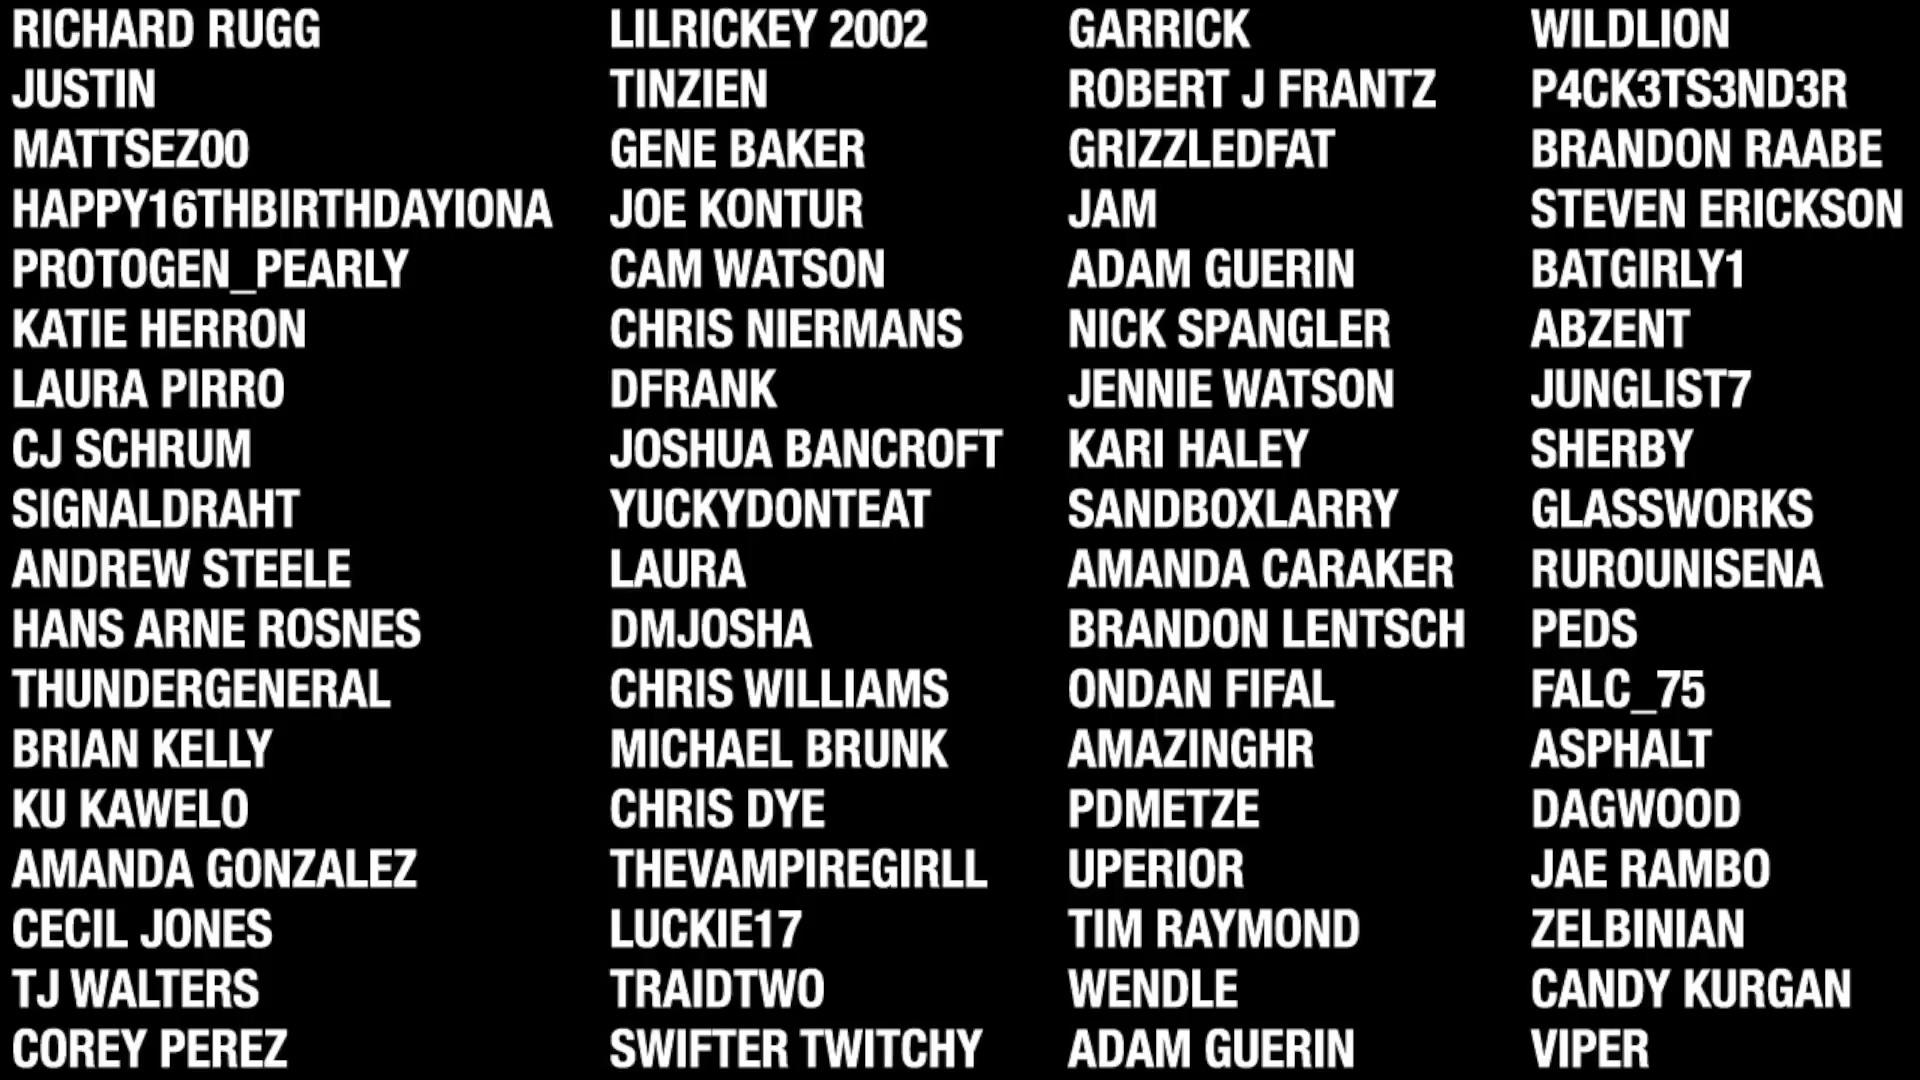 RICHARD RUGG
JUSTIN
MATTSEZ00
HAPPY16THBIRTHDAYIONA
PROTOGEN_PEARLY
KATIE HERRON
LAURA PIRRO
CJ SCHRUM
SIGNALDRAHT
ANDREW STEELE
HANS ARNE ROSNES
THUNDERGENERAL
BRIAN KELLY
KU KAWELO
AMANDA GONZALEZ
CECIL JONES
TJ WALTERS
COREY PEREZ
LILRICKEY 2002
TINZIEN
GENE BAKER
JOE KONTUR
CAM WATSON
CHRIS NIERMANS
DFRANK
JOSHUA BANCROFT
YUCKYDONTEAT
LAURA
DMJOSHA
CHRIS WILLIAMS
MICHAEL BRUNK
CHRIS DYE
THEVAMPIREGIRLL
LUCKIE17
TRAIDTWO
SWIFTER TWITCHY
GARRICK
ROBERT J FRANTZ
GRIZZLEDFAT
JAM
ADAM GUERIN
NICK SPANGLER
JENNIE WATSON
KARI HALEY
SANDBOXLARRY
AMANDA CARAKER
BRANDON LENTSCH
ONDAN FIFAL
AMAZINGHR
PDMETZE
UPERIOR
TIM RAYMOND
WENDLE
ADAM GUERIN
WILDLION
P4CK3TS3ND3R
BRANDON RAABE
STEVEN ERICKSON
BATGIRLY1
ABZENT
JUNGLIST7
SHERBY
GLASSWORKS
RUROUNISENA
PEDS
FALC_75
ASPHALT
DAGWOOD
JAE RAMBO
ZELBINIAN
CANDY KURGAN
VIPER